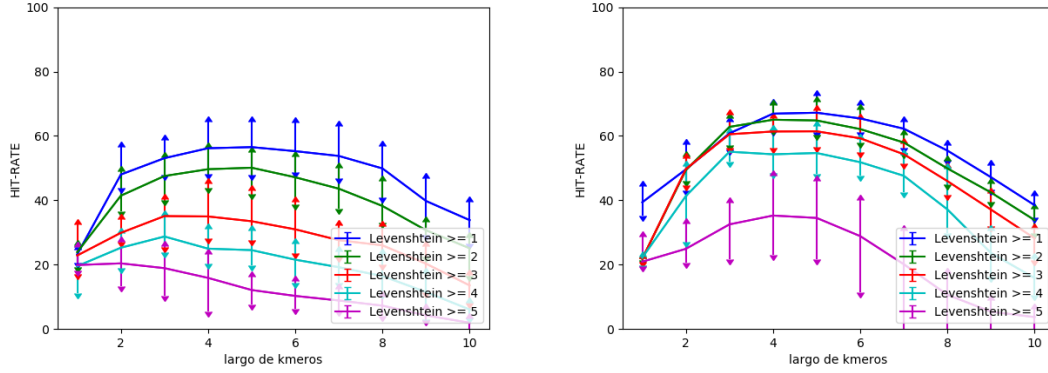 100
80
60
40
20
0
HIT-RATE
2
4
6
8
10
largo de kmeros
Levenshtein >= 1
Levenshtein >= 2
Levenshtein >= 3
Levenshtein >= 4
Levenshtein >= 5
100
80
60
40
20
0
HIT-RATE
2
4
6
8
10
largo de kmeros
Levenshtein >= 1
Levenshtein >= 2
Levenshtein >= 3
Levenshtein >= 4
Levenshtein >= 5